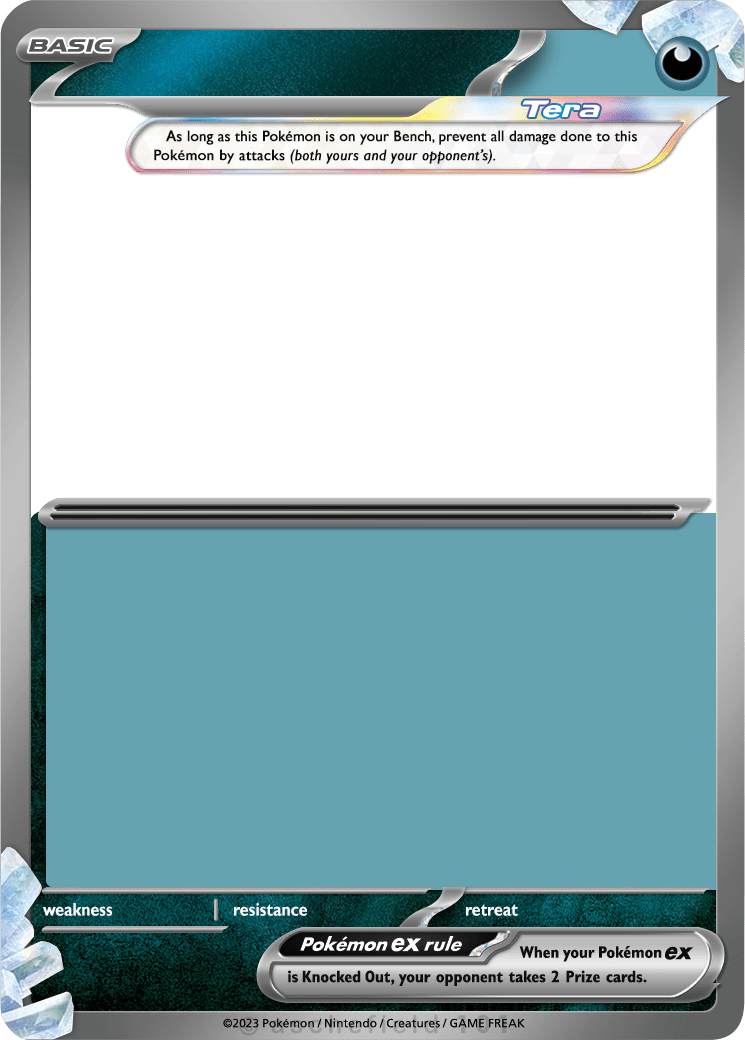 BASIC
Tera
As long as this Pokémon is on your Bench, prevent all damage done to this
Pokémon by attacks (both yours and your opponent's).
weakness
resistance
retreat
Pokémon ex rule
When your Pokémon ex
is Knocked Out, your opponent takes 2 Prize cards.
©2023 Pokémon / Nintendo / Creatures / GAME FREAK